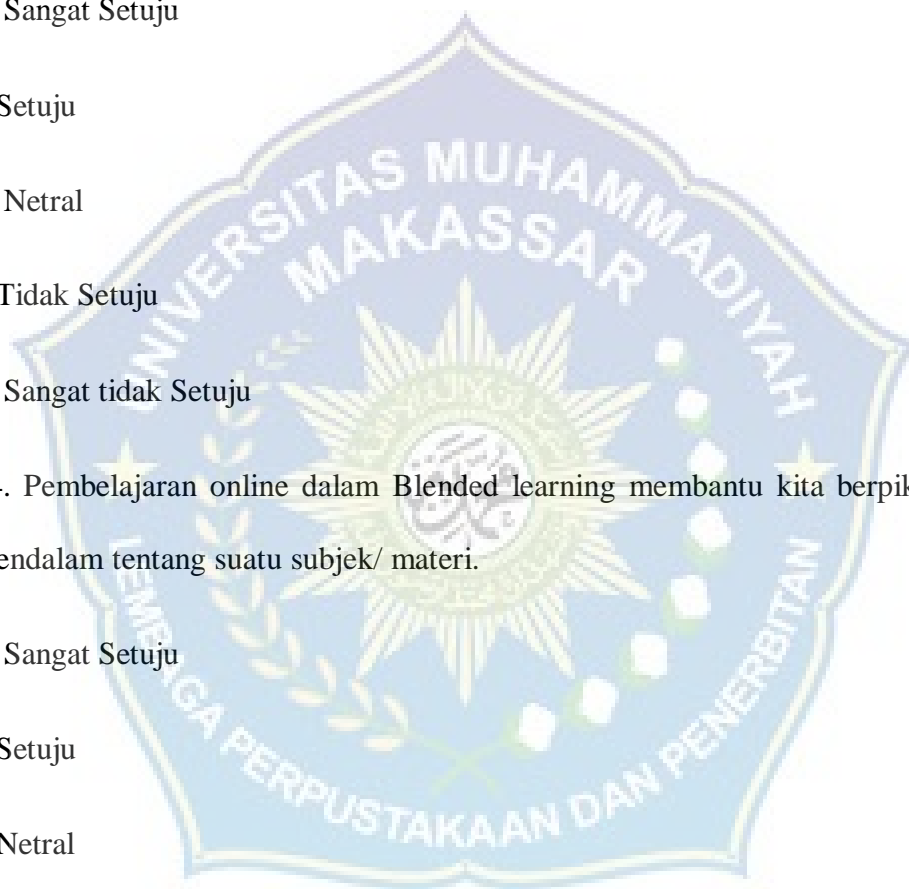 Sangat Setuju
Setuju
UNIVERSITAS MUHAMMADIYAH
MAKASSAR
Netral
Tidak Setuju
Sangat tidak Setuju
. Pembelajaran online dalam Blended learning membantu kita berpik
endalam tentang suatu subjek/ materi.
Sangat Setuju
Setuju
Netral
LEMBAGA PERPUSTAKAAN DAN PENERBITAN